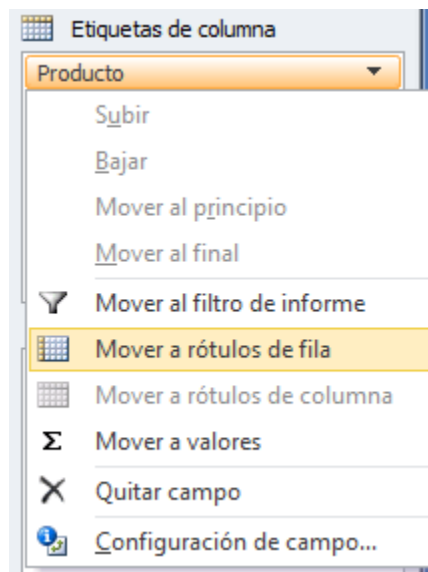 Etiquetas de columna
Producto
Subir
Bajar
Mover al principio
Mover al final
Mover al filtro de informe
Mover a rótulos de fila
Mover a rótulos de columna
Σ Mover a valores
Quitar campo
Configuración de campo...